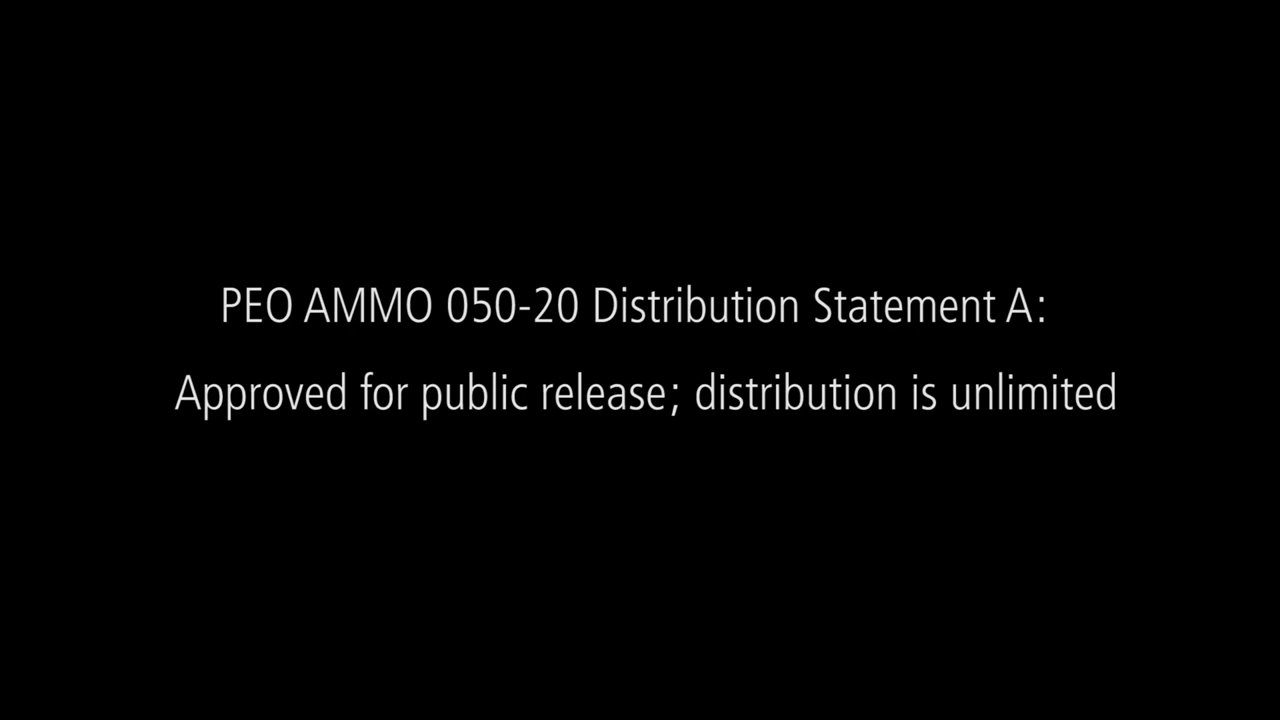 PEO AMMO 050-20 Distribution Statement A:
Approved for public release; distribution is unlimited